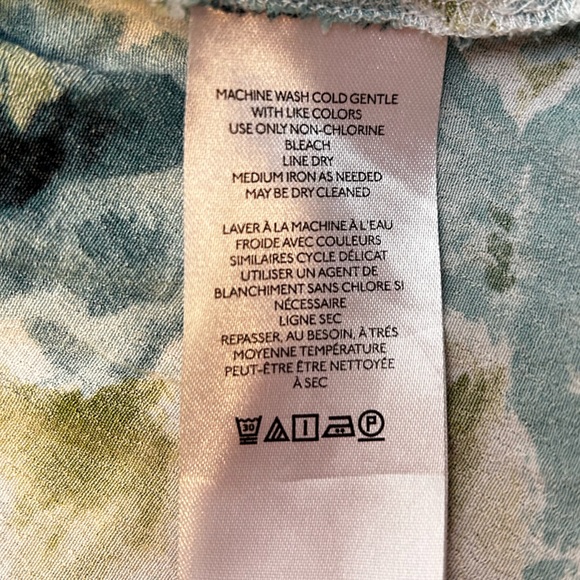 MACHINE WASH COLD GENTLE
WITH LIKE COLORS
USE ONLY NON-CHLORINE
BLEACH
LINE DRY
MEDIUM IRON AS NEEDED
MAY BE DRY CLEANED
LAVER À LA MACHINE À L'EAU
FROIDE AVEC COULEURS
SIMILAIRES CYCLE DÉLICAT
UTILISER UN AGENT DE
BLANCHIMENT SANS CHLORE SI
NÉCESSAIRE
LIGNE SEC
REPASSER, AU BESOIN, À TRÉS
MOYENNE TEMPÉRATURE
PEUT-ÊTRE ÊTRE NETTOYÉE
À SEC
30 P